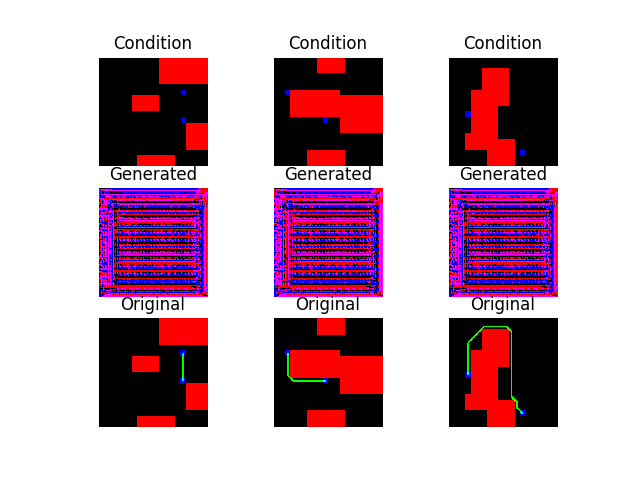 Condition Condition Condition
Generated Generated Generated
Original Original Original